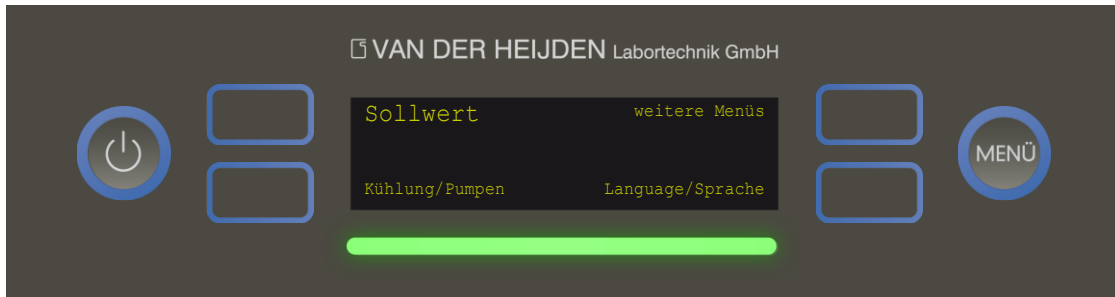 VAN DER HEIJDEN Labortechnik GmbH
Sollwert weitere Menüs
Kühlung/Pumpen Language/Sprache
MENÜ